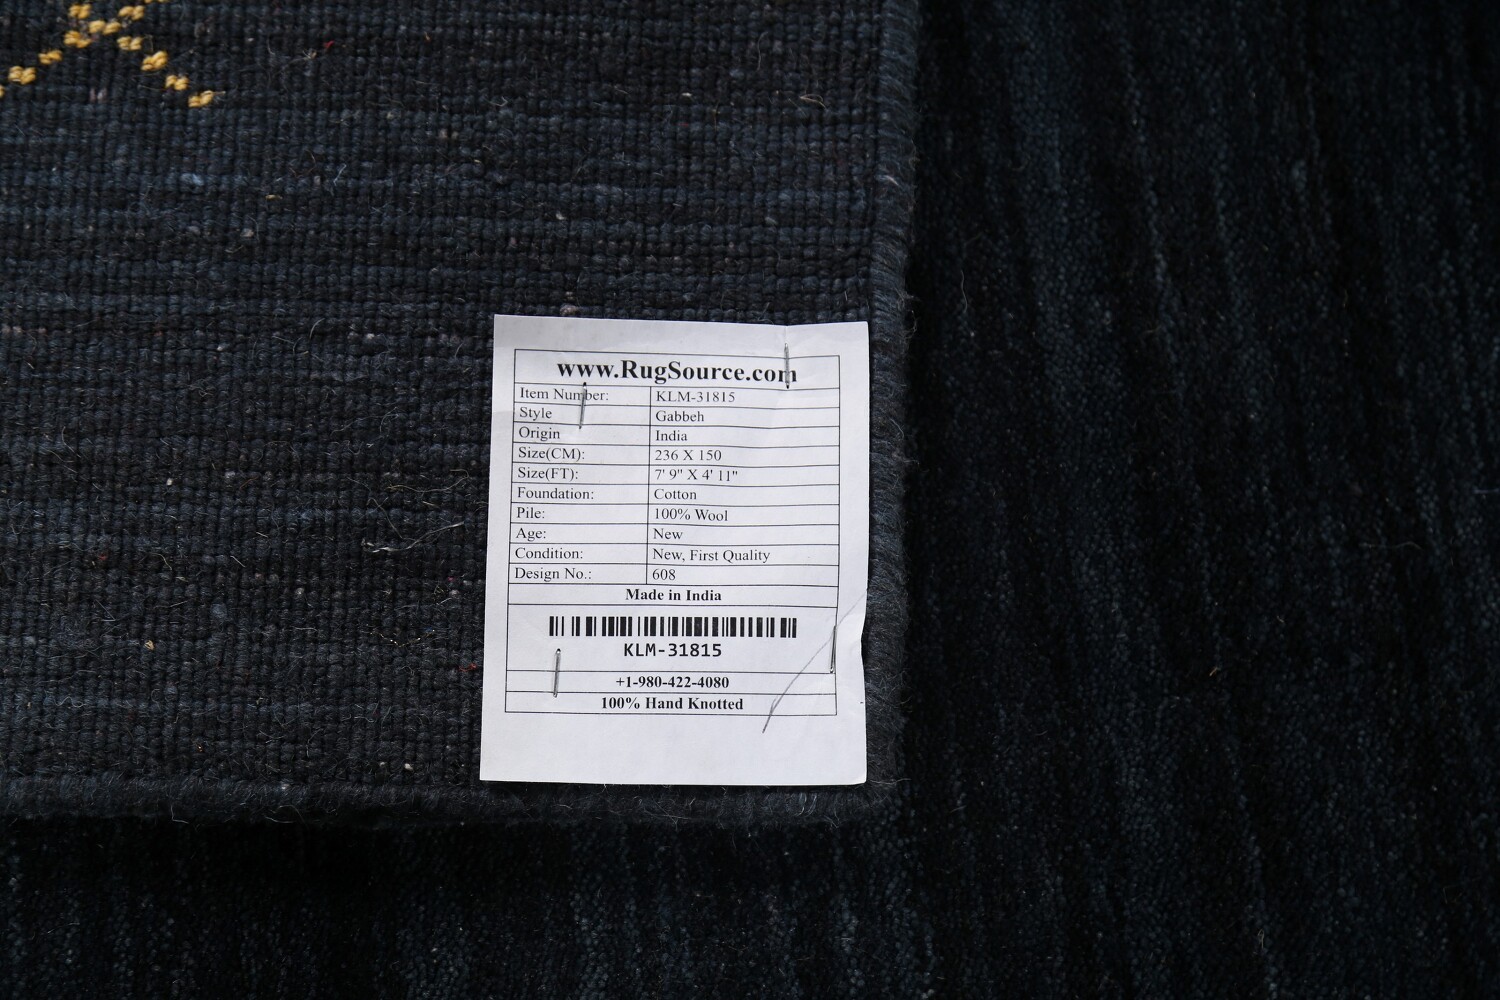 www.RugSource.com
Item Number: KLM-31815
Style Gabbeh
Origin India
Size(CM): 236 X 150
Size(FT): 7' 9" X 4' 11"
Foundation: Cotton
Pile: 100% Wool
Age: New
Condition: New, First Quality
Design No.: 608
Made in India
KLM-31815
+1-980-422-4080
100% Hand Knotted